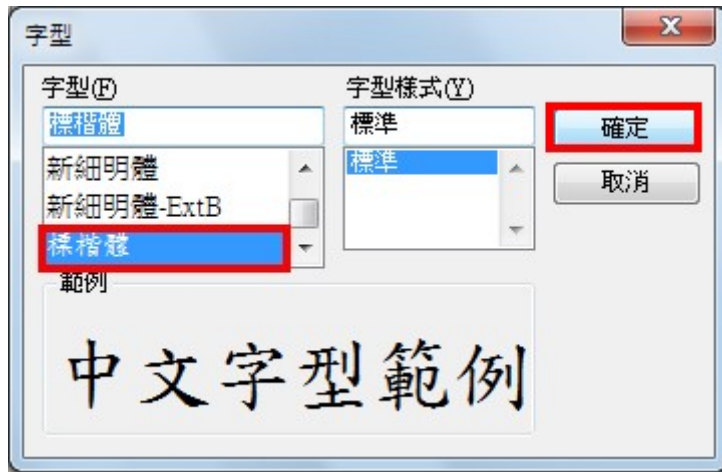 字型
字型(F)
標楷體
新細明體
新細明體-ExtB
標楷體
字型樣式(Y)
標準
標準
確定
取消
範例
中文字型範例